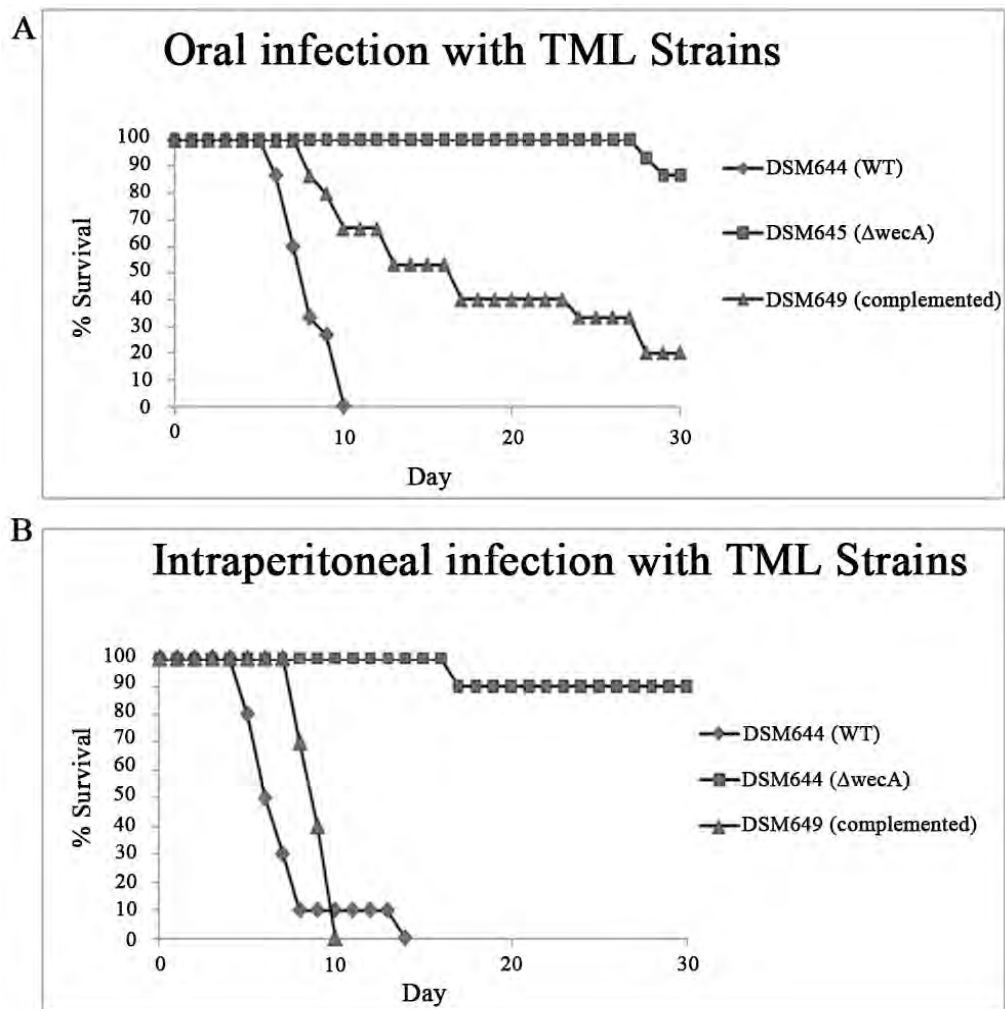 A
Oral infection with TML Strains
100
90
80
70
60
50
40
30
20
10
0
% Survival
0
10
20
30
Day
DSM644 (WT)
DSM645 (ΔwecA)
DSM649 (complemented)
B
Intraperitoneal infection with TML Strains
100
90
80
70
60
50
40
30
20
10
0
% Survival
0
10
20
30
Day
DSM644 (WT)
DSM644 (ΔwecA)
DSM649 (complemented)